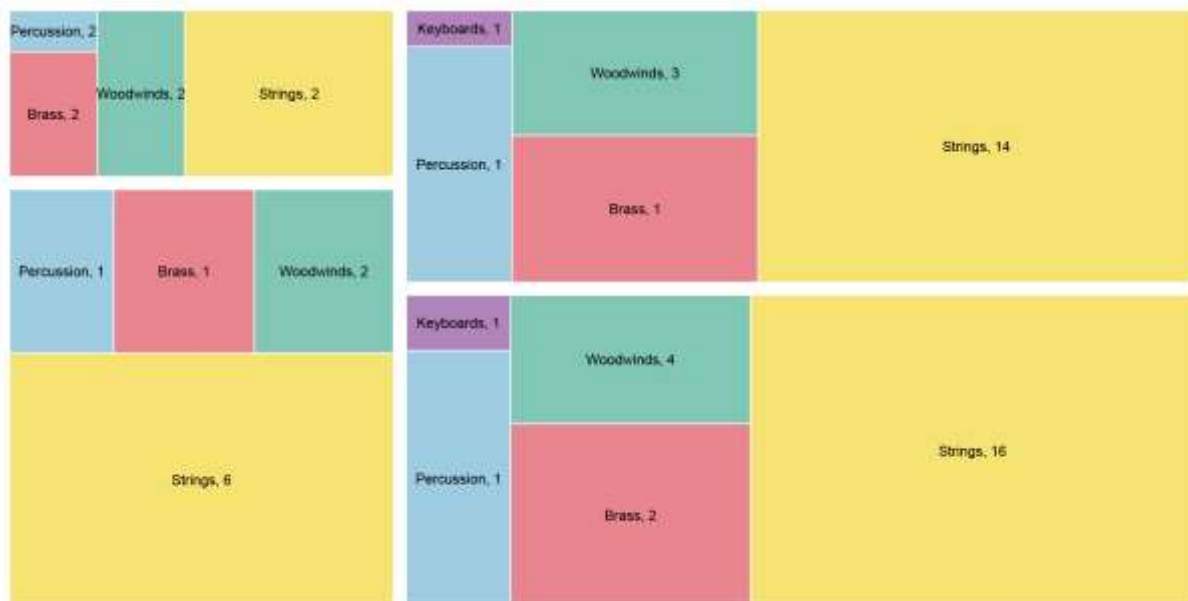 Percussion, 2
Brass, 2
Woodwinds, 2
Strings, 2
Percussion, 1
Brass, 1
Woodwinds, 2
Strings, 6
Keyboards, 1
Percussion, 1
Woodwinds, 3
Brass, 1
Strings, 14
Keyboards, 1
Percussion, 1
Woodwinds, 4
Brass, 2
Strings, 16